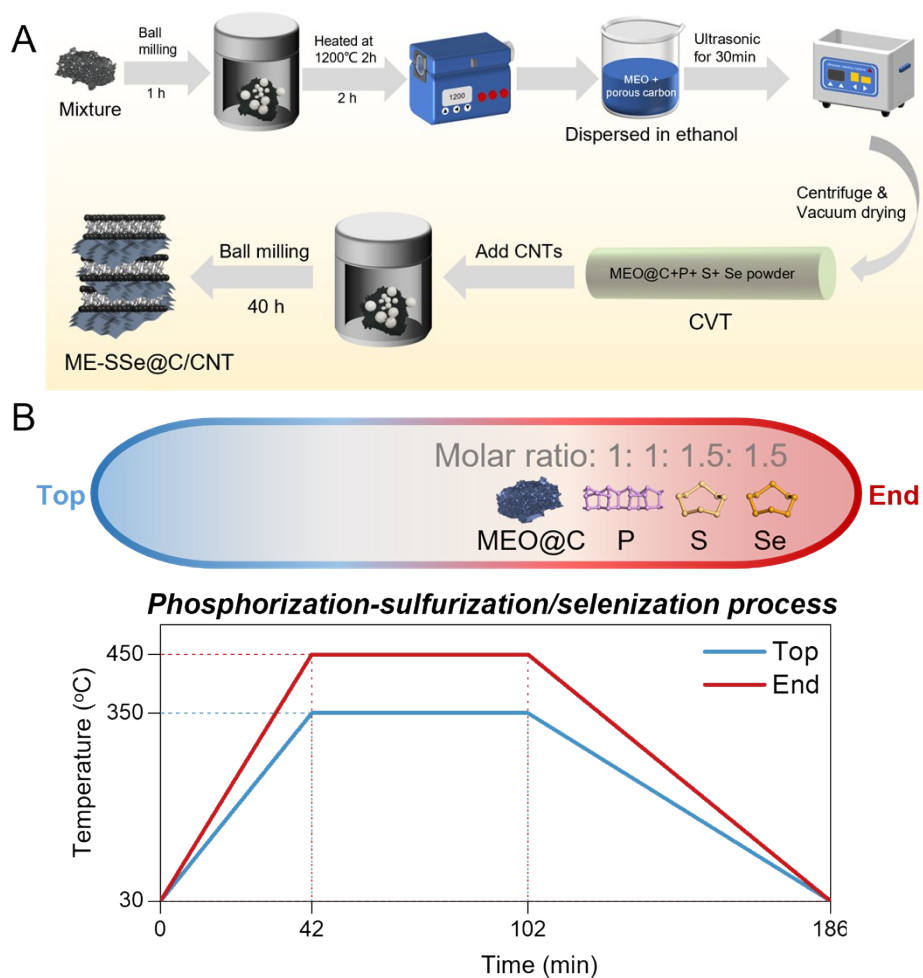 A
Ball
milling
1 h
Mixture
Heated at
1200℃ 2h
2 h
1200
MEO +
porous carbon
Dispersed in ethanol
Ultrasonic
for 30min
Centrifuge &
Vacuum drying
MEO@C+P+ S+ Se powder
CVT
Add CNTs
Ball milling
40 h
ME-SSe@C/CNT
B
Molar ratio: 1: 1: 1.5: 1.5
Top
End
MEO@C P S Se
Phosphorization-sulfurization/selenization process
Temperature (°C)
450
350
30
Top
End
0 42 102 186
Time (min)